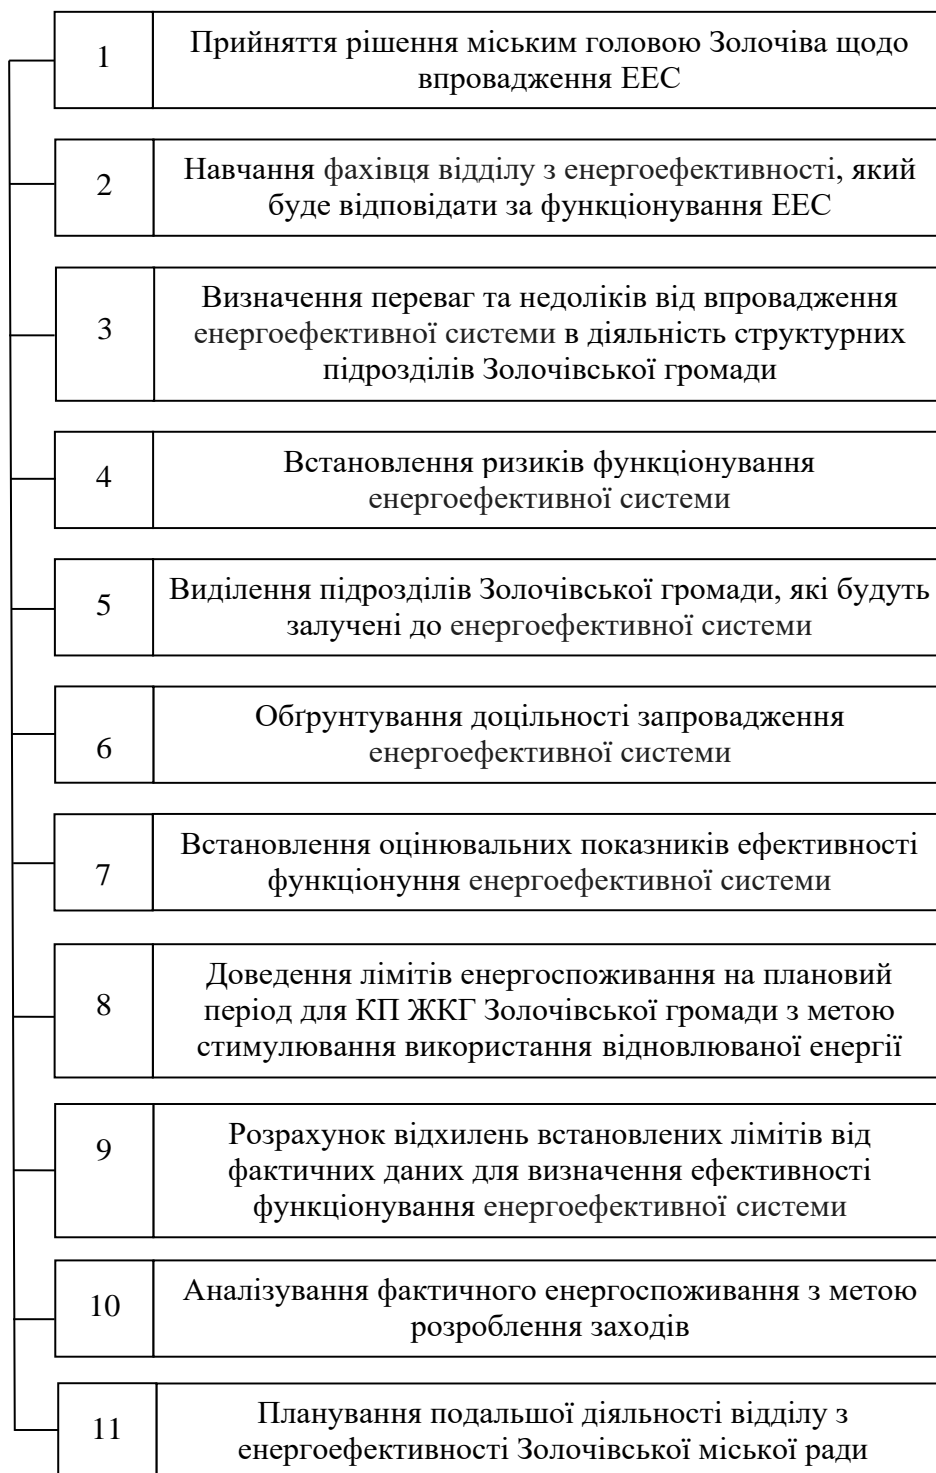 1
Прийняття рішення міським головою Золочіва щодо
впровадження ЕЕС
2
Навчання фахівця відділу з енергоефективності, який
буде відповідати за функціонування ЕЕС
3
Визначення переваг та недоліків від впровадження
енергоефективної системи в діяльність структурних
підрозділів Золочівської громади
4
Встановлення ризиків функціонування
енергоефективної системи
5
Виділення підрозділів Золочівської громади, які будуть
залучені до енергоефективної системи
6
Обґрунтування доцільності запровадження
енергоефективної системи
7
Встановлення оцінювальних показників ефективності
функціонуння енергоефективної системи
8
Доведення лімітів енергоспоживання на плановий
період для КП ЖКГ Золочівської громади з метою
стимулювання використання відновлюваної енергії
9
Розрахунок відхилень встановлених лімітів від
фактичних даних для визначення ефективності
функціонування енергоефективної системи
10
Аналізування фактичного енергоспоживання з метою
розроблення заходів
11
Планування подальшої діяльності відділу з
енергоефективності Золочівської міської ради